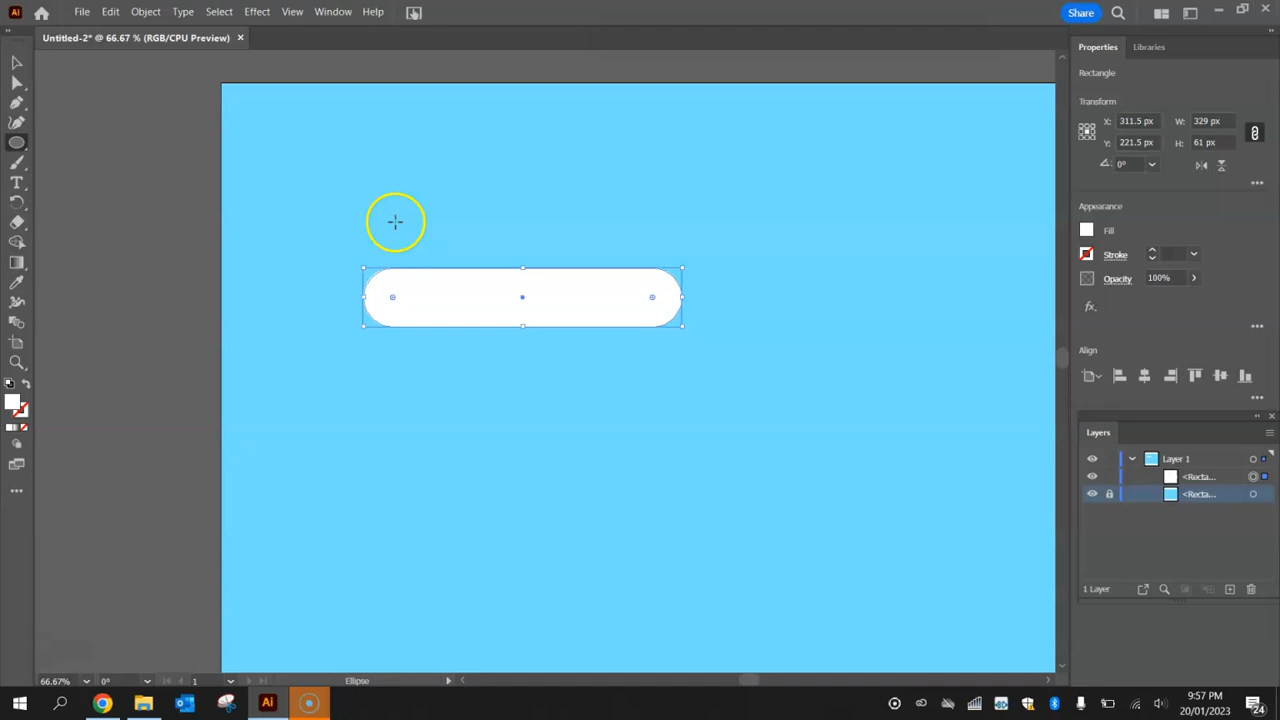 Ai File Edit Object Type Select Effect View Window Help Share
Untitled-2* @ 66.67 % (RGB/CPU Preview) ×
Properties Libraries
Rectangle
Transform
X: 311.5 px W: 329 px
Y: 221.5 px H: 61 px
0°
Appearance
Fill
Stroke
Opacity 100%
fx.
Align
Layers
Layer 1
<Recta...
<Recta...
1 Layer
66.67% 0° 1 Ellipse
Ai 9:57 PM
20/01/2023 24